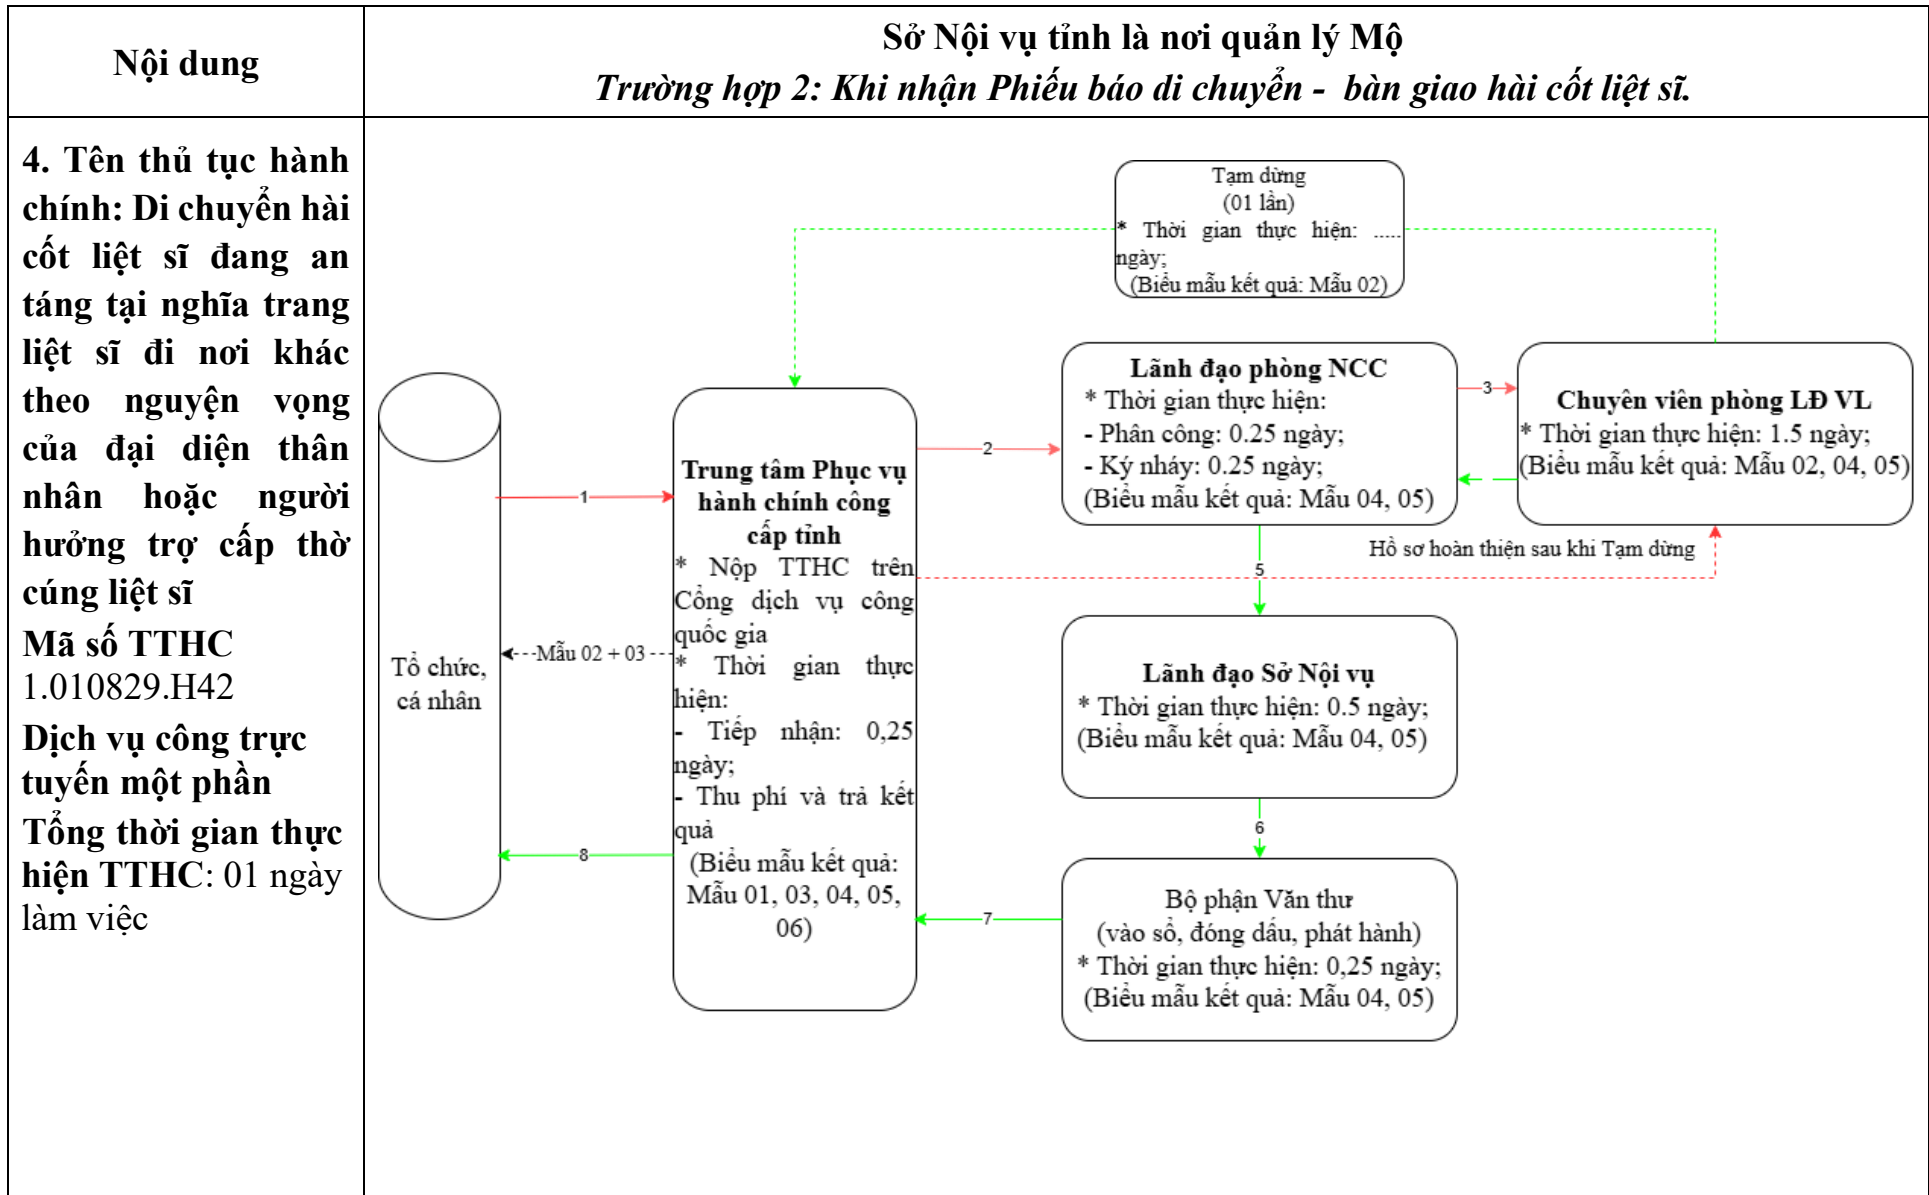 Nội dung
Sở Nội vụ tỉnh là nơi quản lý Mộ
Trường hợp 2: Khi nhận Phiếu báo di chuyển - bàn giao hài cốt liệt sĩ.
4. Tên thủ tục hành
chính: Di chuyển hài
cốt liệt sĩ đang an
táng tại nghĩa trang
liệt sĩ đi nơi khác
theo nguyện vọng
của đại diện thân
nhân hoặc người
hưởng trợ cấp thờ
cúng liệt sĩ
Mã số TTHC
1.010829.H42
Dịch vụ công trực
tuyến một phần
Tổng thời gian thực
hiện TTHC: 01 ngày
làm việc
Tạm dừng
(01 lần)
* Thời gian thực hiện: .....
ngày;
(Biểu mẫu kết quả: Mẫu 02)
Tổ chức,
cá nhân
1
Mẫu 02 + 03
8
Trung tâm Phục vụ
hành chính công
cấp tỉnh
* Nộp TTHC trên
Cổng dịch vụ công
quốc gia
* Thời gian thực
hiện:
- Tiếp nhận: 0,25
ngày;
- Thu phí và trả kết
quả
(Biểu mẫu kết quả:
Mẫu 01, 03, 04, 05,
06)
2
Lãnh đạo phòng NCC
* Thời gian thực hiện:
- Phân công: 0.25 ngày;
- Ký nháy: 0.25 ngày;
(Biểu mẫu kết quả: Mẫu 04, 05)
3
Chuyên viên phòng LĐ VL
* Thời gian thực hiện: 1.5 ngày;
(Biểu mẫu kết quả: Mẫu 02, 04, 05)
Hồ sơ hoàn thiện sau khi Tạm dừng
5
Lãnh đạo Sở Nội vụ
* Thời gian thực hiện: 0.5 ngày;
(Biểu mẫu kết quả: Mẫu 04, 05)
6
Bộ phận Văn thư
(vào sổ, đóng dấu, phát hành)
* Thời gian thực hiện: 0,25 ngày;
(Biểu mẫu kết quả: Mẫu 04, 05)
7